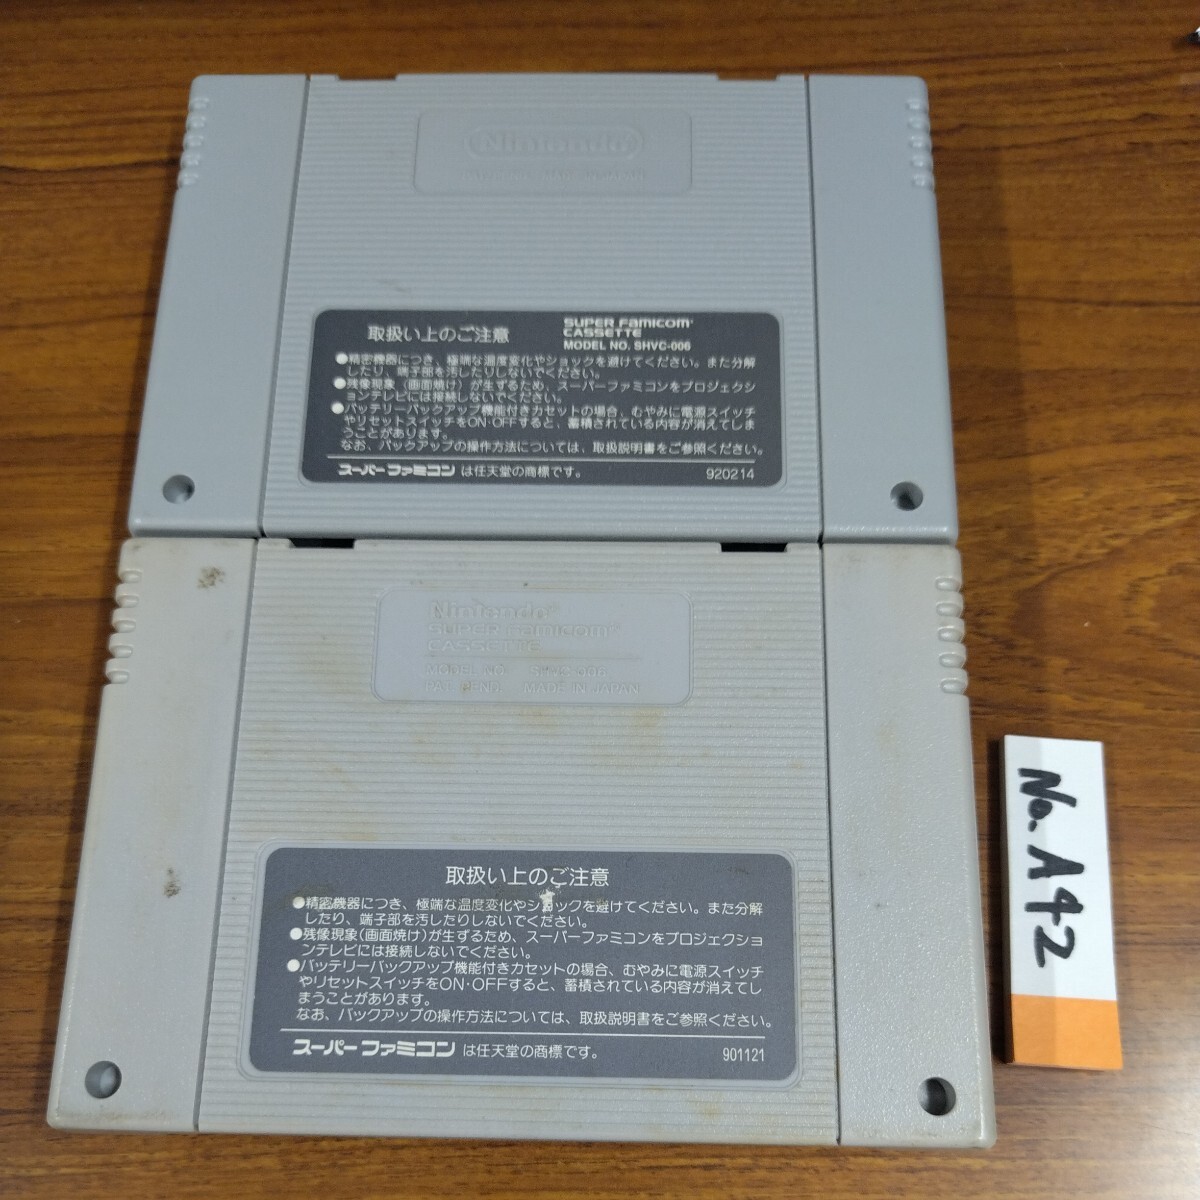 Nintendo
PAT.PEND. MADE IN JAPAN
取扱い上のご注意
SUPER FAMICOM
CASSETTE
MODEL NO. SHVC-006
●精密機器につき、極端な温度変化やショックを避けてください。また分解
したり、端子部を汚したりしないでください。
●残像現象(画面焼け)が生ずるため、スーパーファミコンをプロジェクシ
ョンテレビには接続しないでください。
●バッテリーバックアップ機能付きカセットの場合、むやみに電源スイッチ
やリセットスイッチをON・OFFすると、蓄積されている内容が消えてしま
うことがあります。
なお、バックアップの操作方法については、取扱説明書をご参照ください。
スーパーファミコン は任天堂の商標です。
920214
Nintendo
SUPER FAMICOM
CASSETTE
MODEL NO. SHVC-006
PAT. PEND. MADE IN JAPAN
取扱い上のご注意
●精密機器につき、極端な温度変化やショックを避けてください。また分解
したり、端子部を汚したりしないでください。
●残像現象(画面焼け)が生ずるため、スーパーファミコンをプロジェクショ
ンテレビには接続しないでください。
●バッテリーバックアップ機能付きカセットの場合、むやみに電源スイッチ
やリセットスイッチをON・OFFすると、蓄積されている内容が消えてし
まうことがあります。
なお、バックアップの操作方法については、取扱説明書をご参照ください。
スーパーファミコン は任天堂の商標です。
901121
No. A42